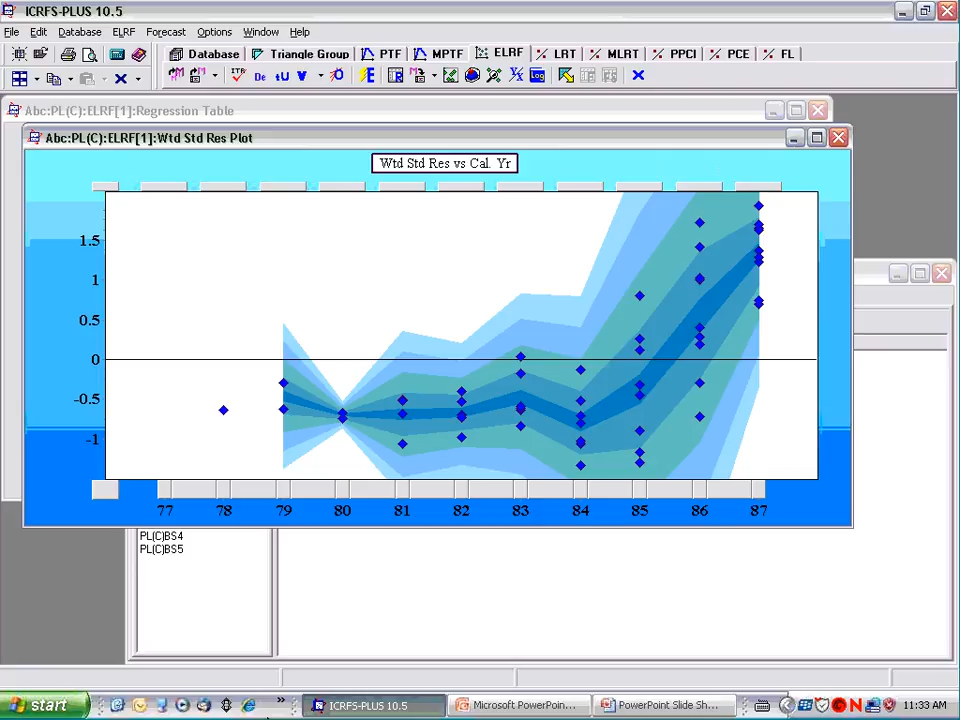 ICRFS-PLUS 10.5
File Edit Database ELRF Forecast Options Window Help
Database Triangle Group PTF MPTF ELRF LRT MLRT PPCI PCE FL
Abc:PL(C):ELRF[1]:Regression Table
Abc:PL(C):ELRF[1]:Wtd Std Res Plot
Wtd Std Res vs Cal. Yr
1.5
1
0.5
0
-0.5
-1
77 78 79 80 81 82 83 84 85 86 87
PL(C)BS4
PL(C)BS5
start ICRFS-PLUS 10.5 Microsoft PowerPoin... PowerPoint Slide Sh... 11:33 AM